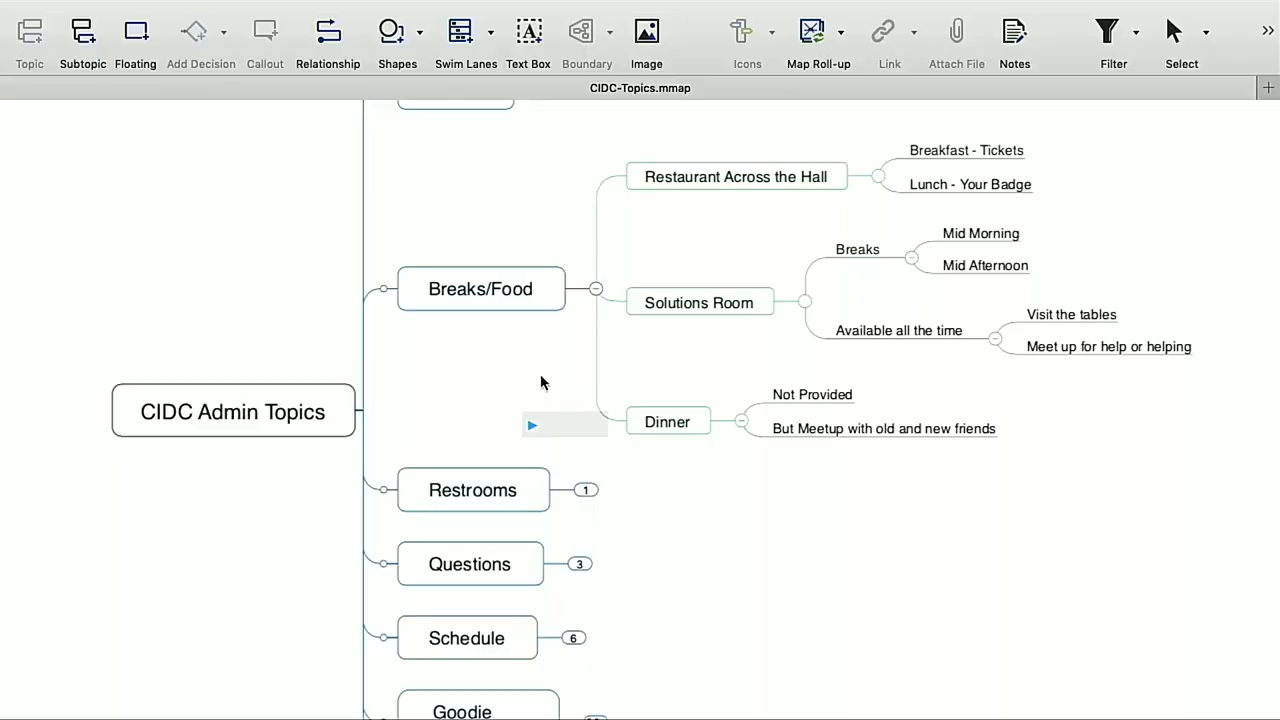 Topic
Subtopic
Floating
Add Decision
Callout
Relationship
Shapes
Swim Lanes
Text Box
Boundary
Image
Icons
Map Roll-up
Link
Attach File
Notes
Filter
Select
CIDC-Topics.mmap
CIDC Admin Topics
Breaks/Food
Restaurant Across the Hall
Breakfast - Tickets
Lunch - Your Badge
Solutions Room
Breaks
Mid Morning
Mid Afternoon
Available all the time
Visit the tables
Meet up for help or helping
Dinner
Not Provided
But Meetup with old and new friends
Restrooms
1
Questions
3
Schedule
6
Goodie